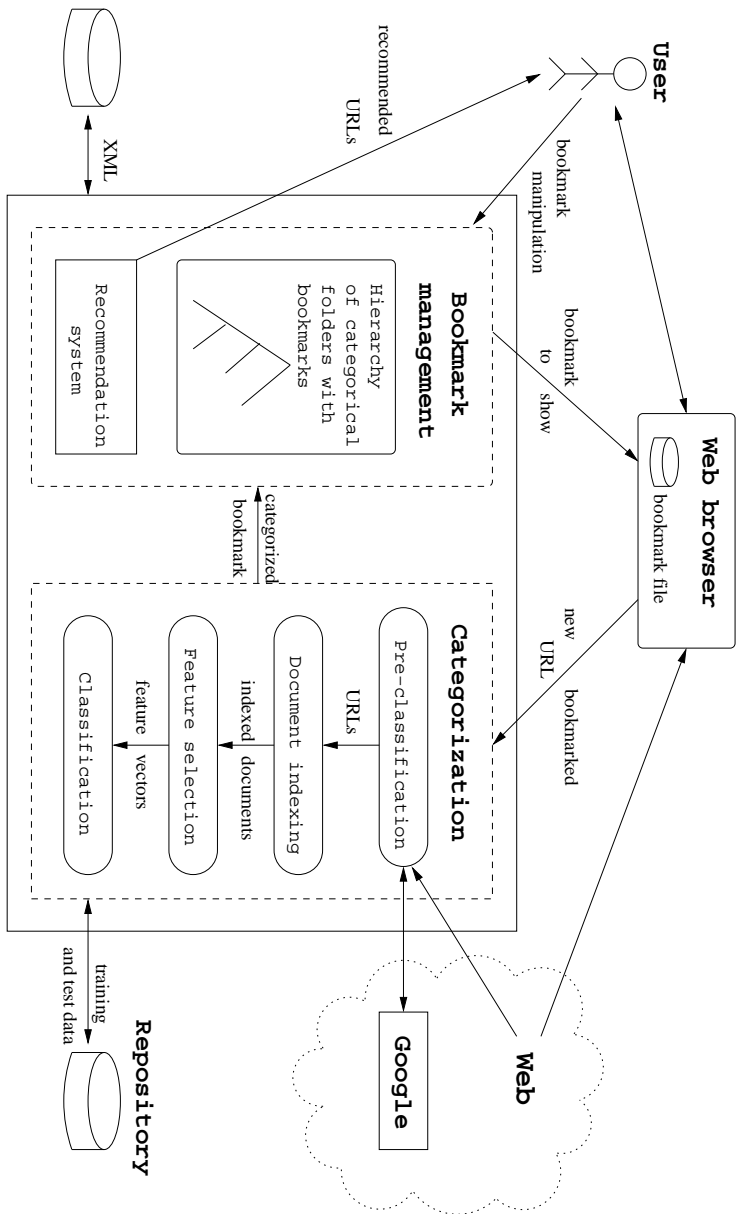 User
Web browser
bookmark file
bookmark
manipulation
bookmark
to
show
new
URL
bookmarked
Web
Google
recommended
URLs
XML
Bookmark
management
Hierarchy
of categorical
folders with
bookmarks
Recommendation
system
categorized
bookmark
Categorization
Pre-classification
URLs
Document indexing
indexed documents
Feature selection
feature vectors
Classification
training
and test data
Repository